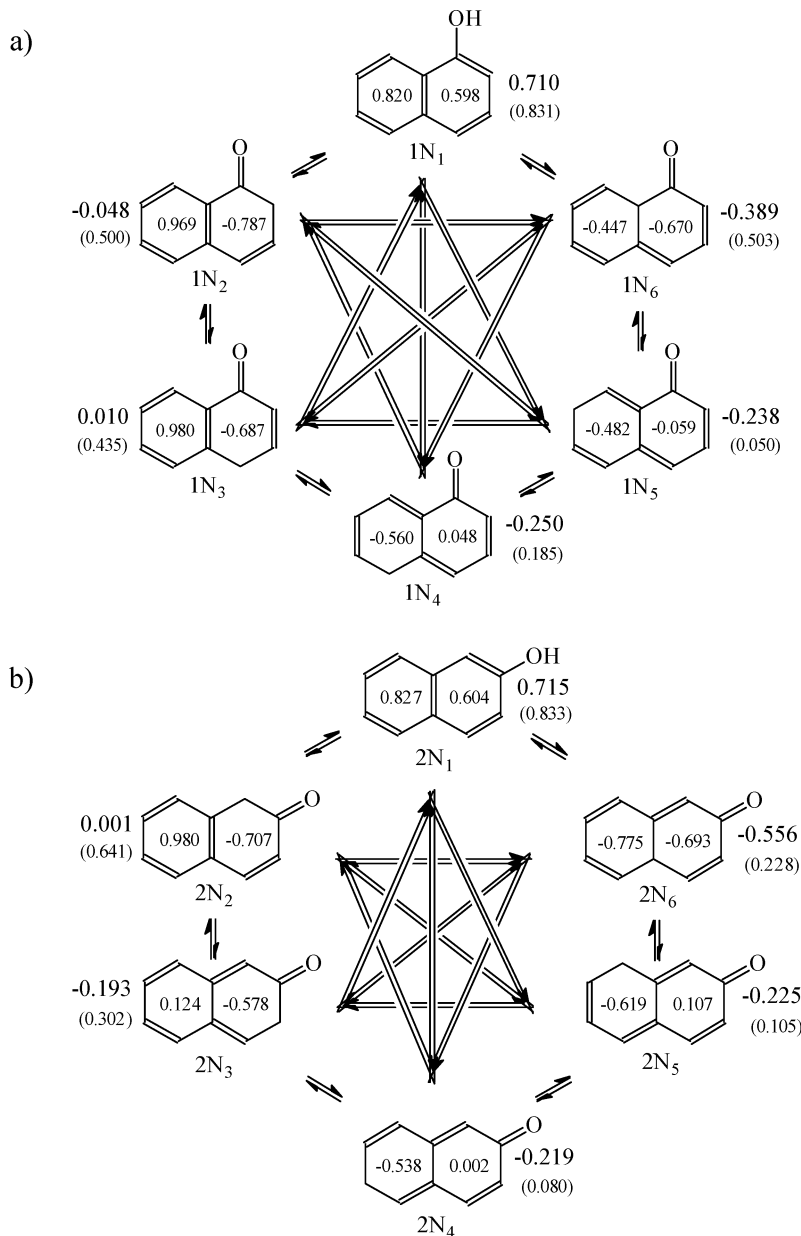 a)
OH
0.820 0.598
0.710
(0.831)
1N₁
O
0.969 -0.787
-0.048
(0.500)
1N₂
O
-0.447 -0.670
-0.389
(0.503)
1N₆
O
0.980 -0.687
0.010
(0.435)
1N₃
O
-0.482 -0.059
-0.238
(0.050)
1N₅
O
-0.560 0.048
-0.250
(0.185)
1N₄
b)
OH
0.827 0.604
0.715
(0.833)
2N₁
O
0.980 -0.707
0.001
(0.641)
2N₂
O
-0.775 -0.693
-0.556
(0.228)
2N₆
O
0.124 -0.578
-0.193
(0.302)
2N₃
O
-0.619 0.107
-0.225
(0.105)
2N₅
O
-0.538 0.002
-0.219
(0.080)
2N₄